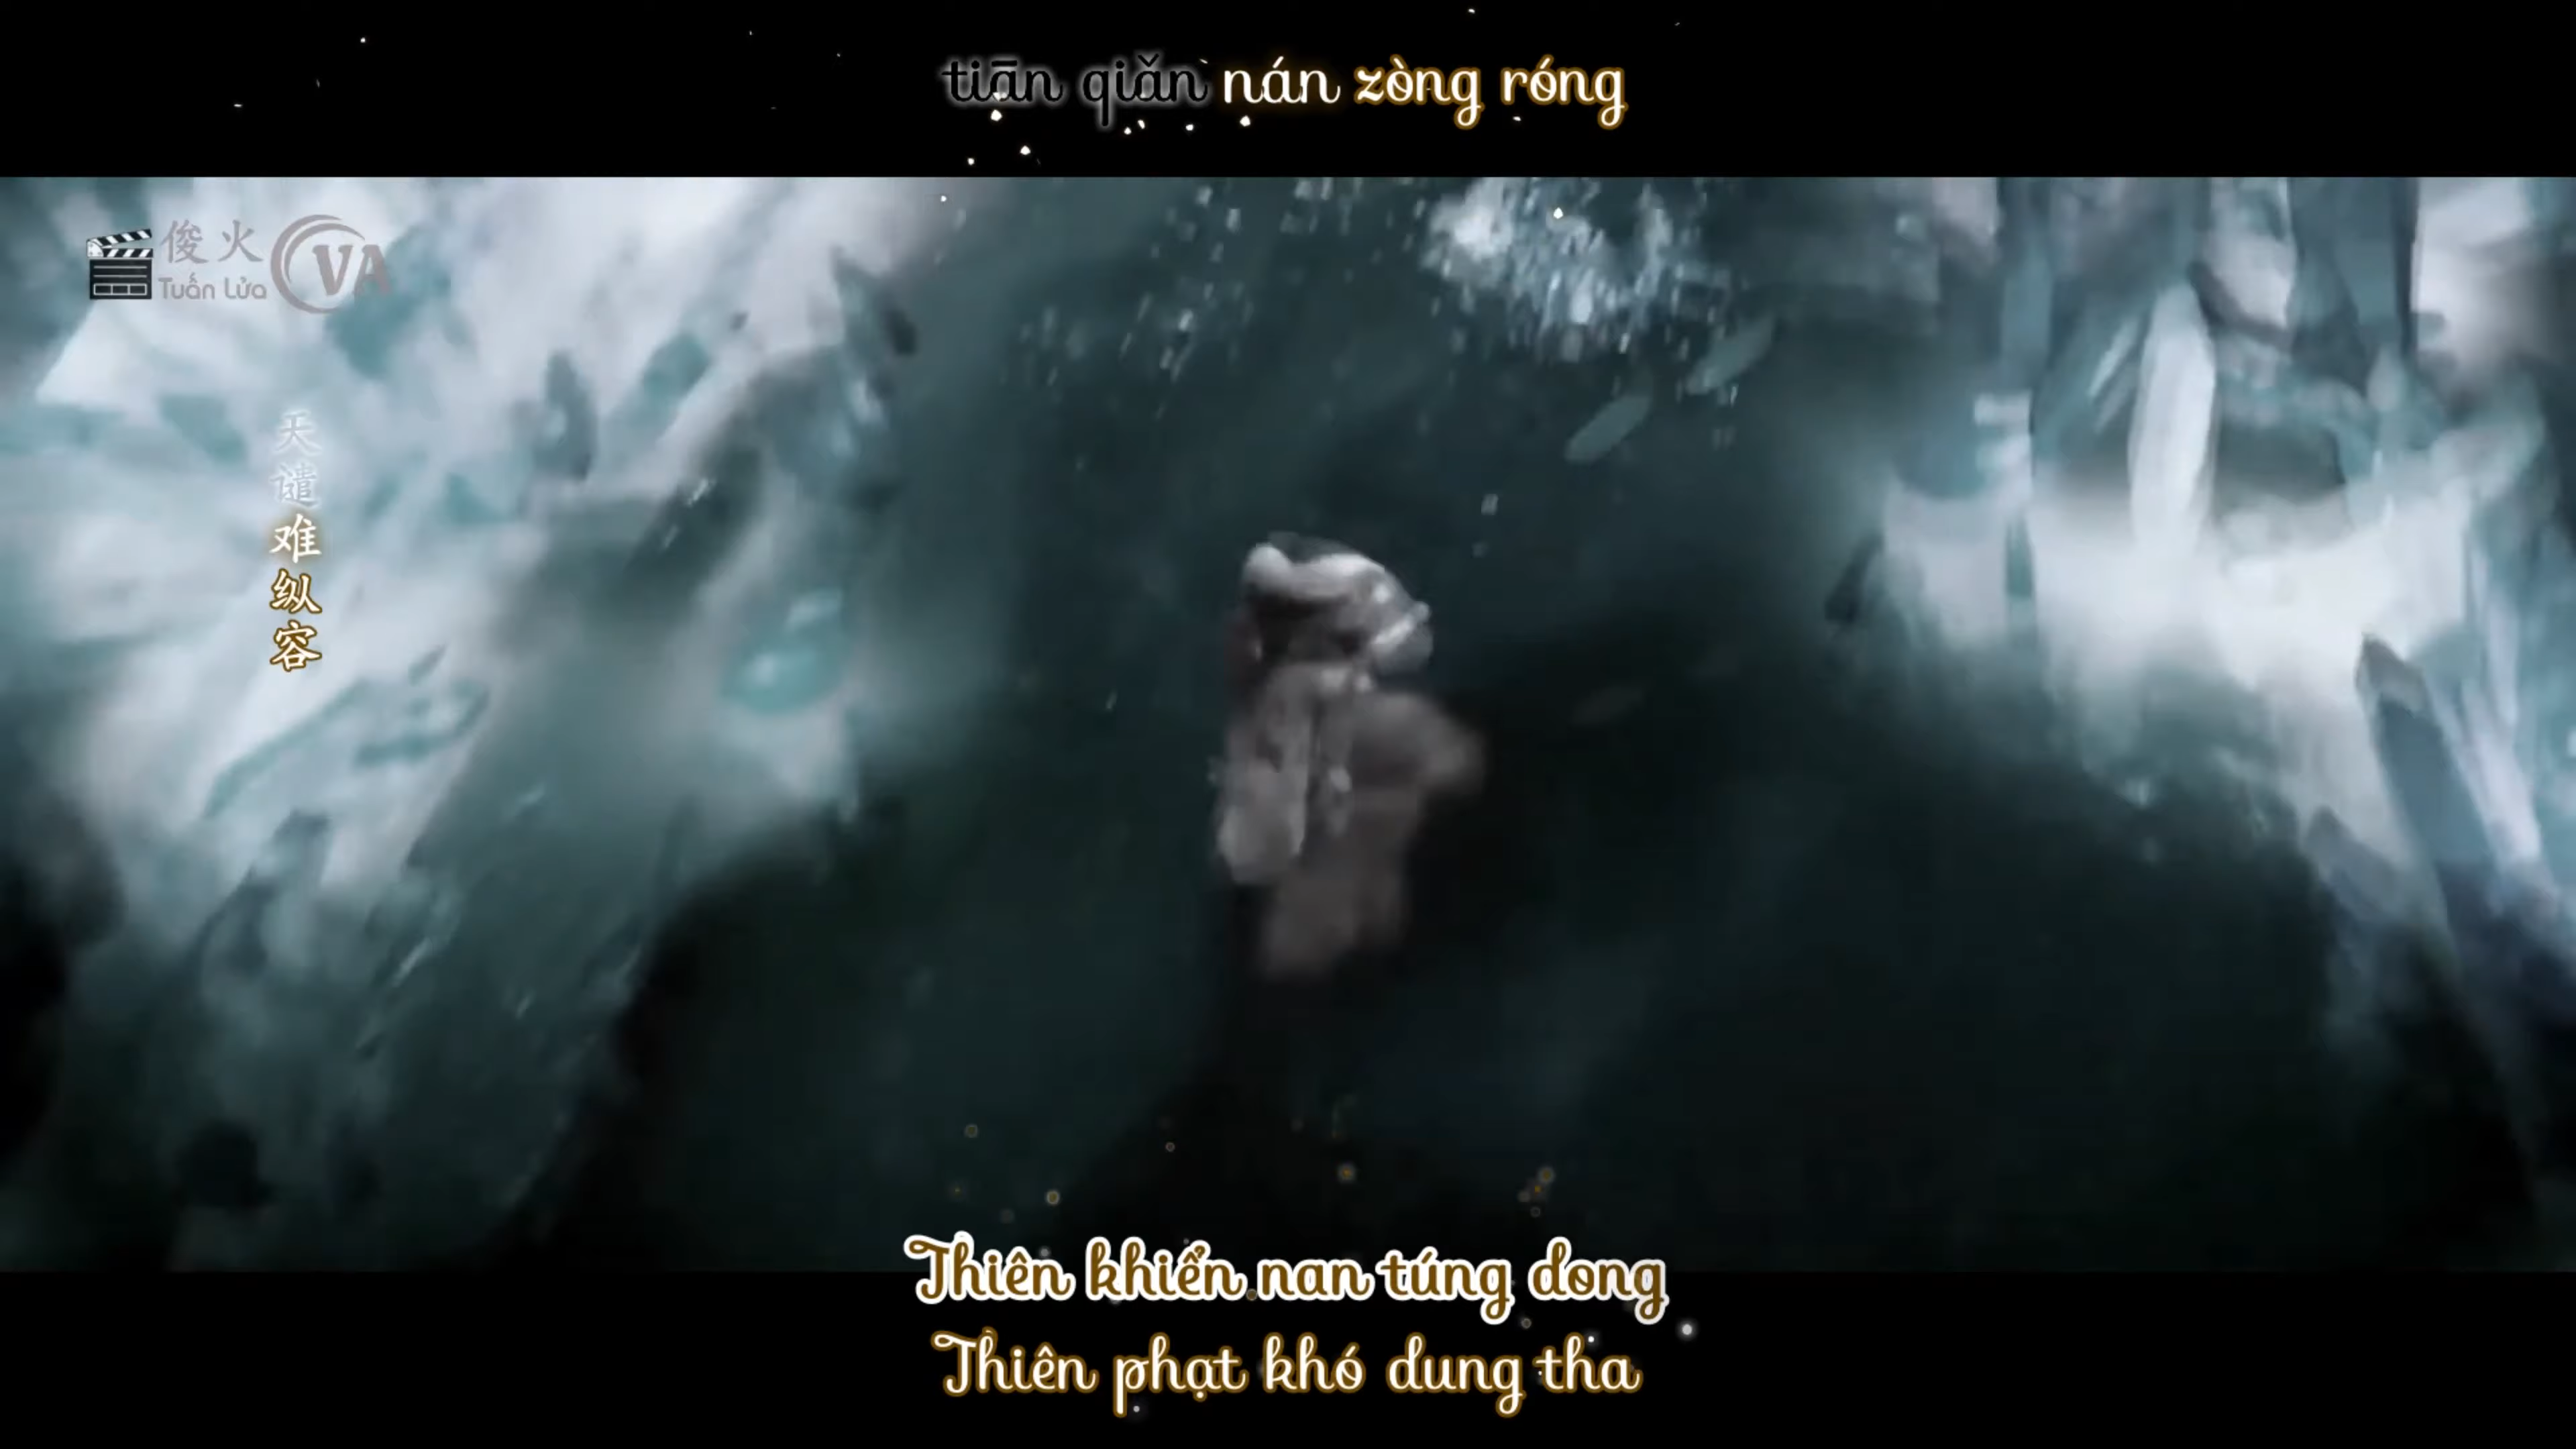 tiān qiǎn nán zòng róng
俊火
Tuấn Lửa
VA
天谴难纵容
Thiên khiển nan túng dong
Thiên phạt khó dung tha